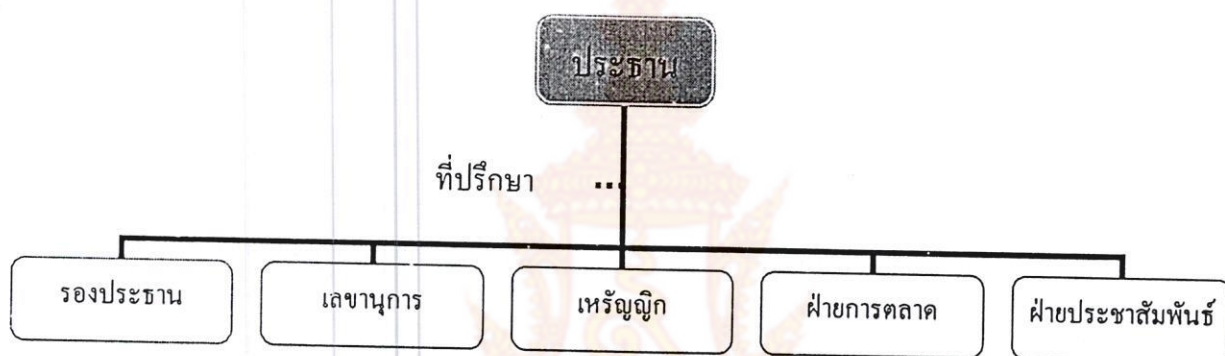 ประธาน
ที่ปรึกษา ...
รองประธาน
เลขานุการ
เหรัญญิก
ฝ่ายการตลาด
ฝ่ายประชาสัมพันธ์